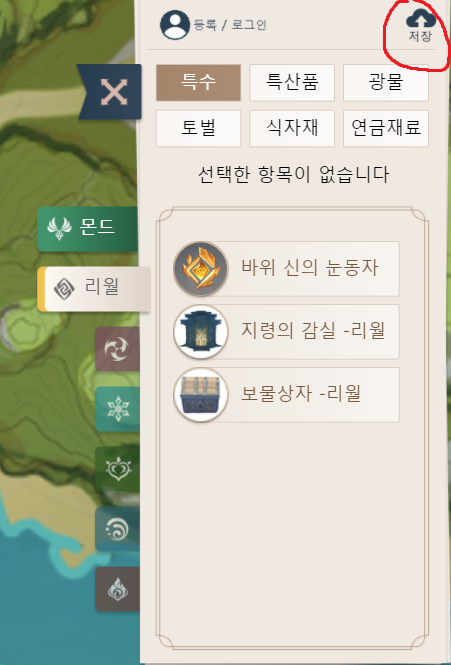 등록 / 로그인
저장
특수 특산품 광물
토벌 식자재 연금재료
선택한 항목이 없습니다
몬드
리월
바위 신의 눈동자
지령의 감실 -리월
보물상자 -리월